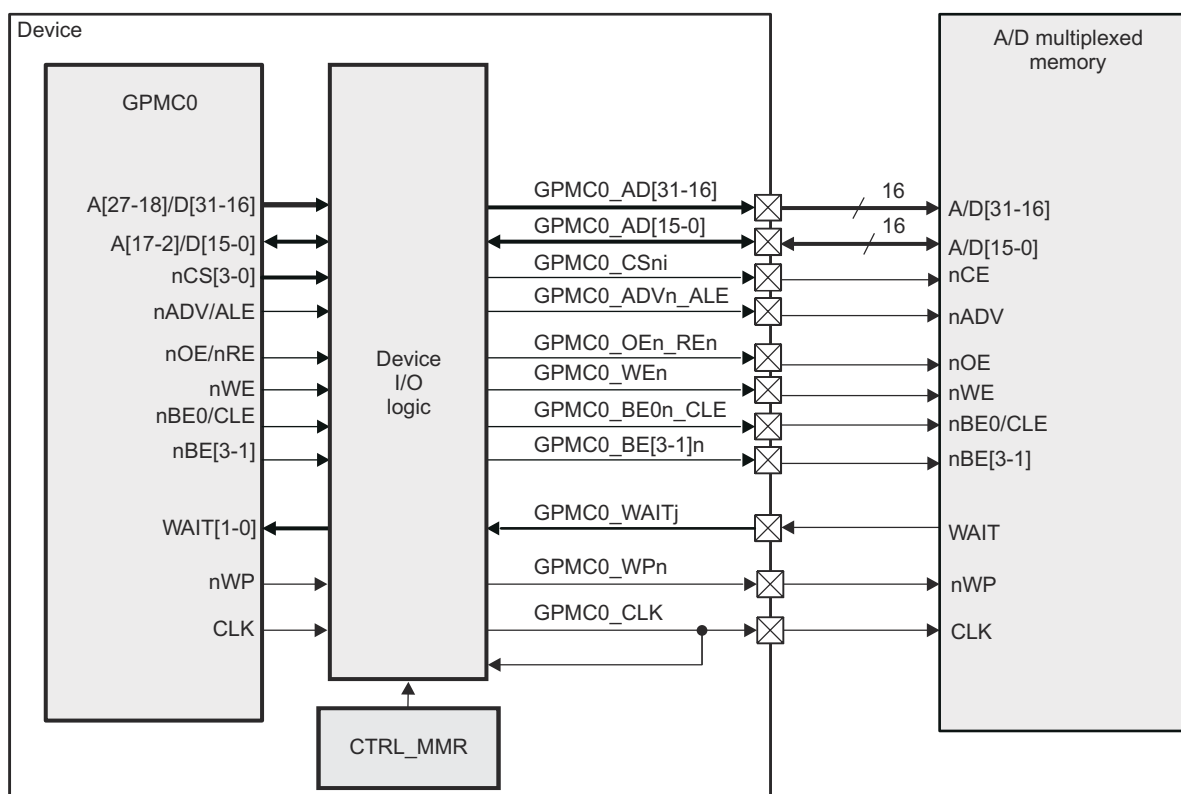 Device
GPMC0
A[27-18]/D[31-16]
A[17-2]/D[15-0]
nCS[3-0]
nADV/ALE
nOE/nRE
nWE
nBE0/CLE
nBE[3-1]
WAIT[1-0]
nWP
CLK
Device
I/O
logic
CTRL_MMR
GPMC0_AD[31-16]
GPMC0_AD[15-0]
GPMC0_CSni
GPMC0_ADVn_ALE
GPMC0_OEn_REn
GPMC0_WEn
GPMC0_BE0n_CLE
GPMC0_BE[3-1]n
GPMC0_WAITj
GPMC0_WPn
GPMC0_CLK
16
16
A/D multiplexed
memory
A/D[31-16]
A/D[15-0]
nCE
nADV
nOE
nWE
nBE0/CLE
nBE[3-1]
WAIT
nWP
CLK